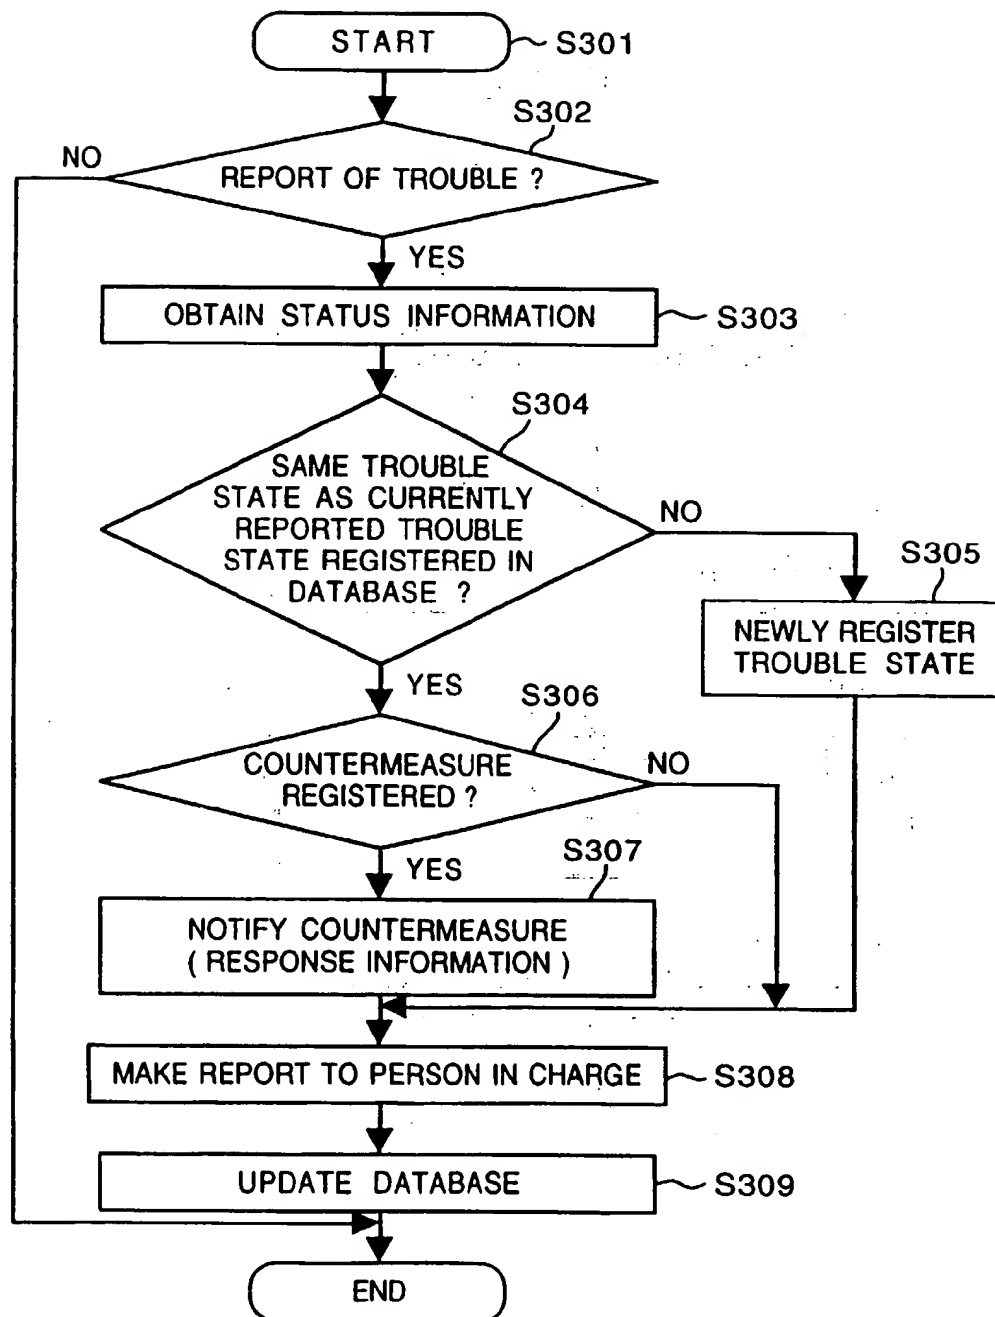 START
S301
S302
NO
REPORT OF TROUBLE ?
YES
OBTAIN STATUS INFORMATION
S303
S304
SAME TROUBLE
STATE AS CURRENTLY
REPORTED TROUBLE
STATE REGISTERED IN
DATABASE ?
NO
S305
NEWLY REGISTER
TROUBLE STATE
YES
S306
COUNTERMEASURE
REGISTERED ?
NO
YES
S307
NOTIFY COUNTERMEASURE
( RESPONSE INFORMATION )
MAKE REPORT TO PERSON IN CHARGE
S308
UPDATE DATABASE
S309
END